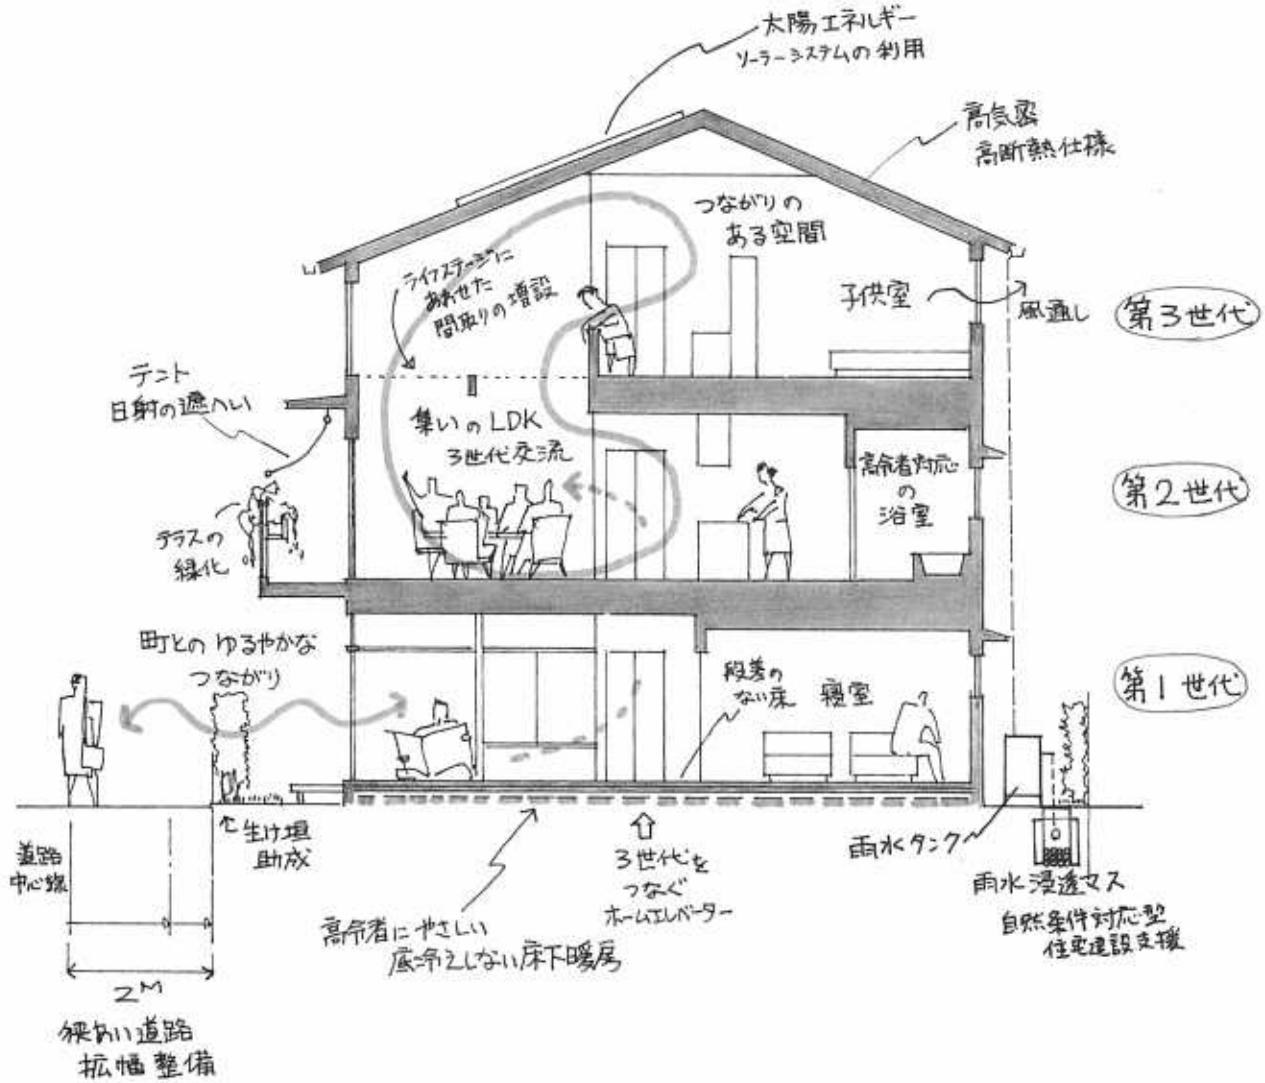 太陽エネルギー
ソーラーシステムの利用
高気密
高断熱仕様
つながりの
ある空間
ライフステージに
あわせた
間取りの増設
子供室
風通し
第3世代
テント
日射の遮へい
集いのLDK
3世代交流
高令者対応
の
浴室
第2世代
テラスの
緑化
町とのゆるやかな
つながり
段差の
ない床
寝室
第1世代
道路
中心線
生け垣
助成
3世代を
つなぐ
ホームエレベーター
雨水タンク
雨水浸透マス
自然条件対応型
住宅建設支援
高令者にやさしい
底冷えしない床下暖房
2M
狭あい道路
拡幅整備